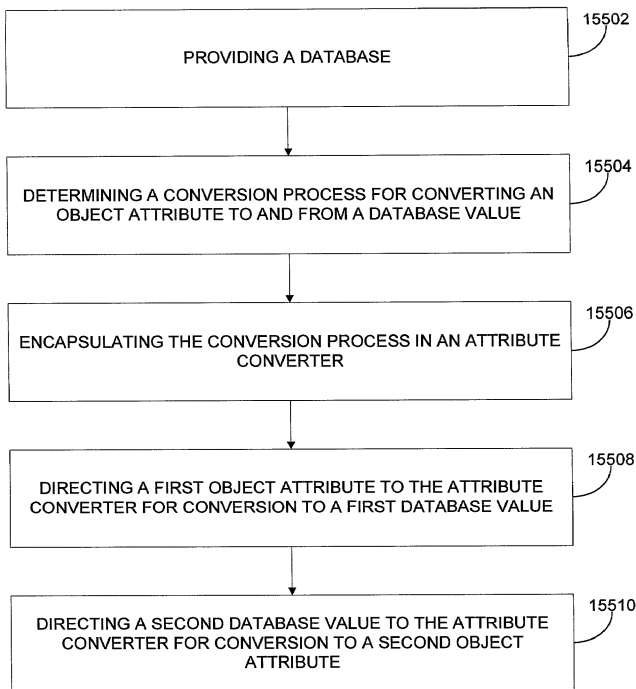 15502
PROVIDING A DATABASE
15504
DETERMINING A CONVERSION PROCESS FOR CONVERTING AN
OBJECT ATTRIBUTE TO AND FROM A DATABASE VALUE
15506
ENCAPSULATING THE CONVERSION PROCESS IN AN ATTRIBUTE
CONVERTER
15508
DIRECTING A FIRST OBJECT ATTRIBUTE TO THE ATTRIBUTE
CONVERTER FOR CONVERSION TO A FIRST DATABASE VALUE
15510
DIRECTING A SECOND DATABASE VALUE TO THE ATTRIBUTE
CONVERTER FOR CONVERSION TO A SECOND OBJECT
ATTRIBUTE